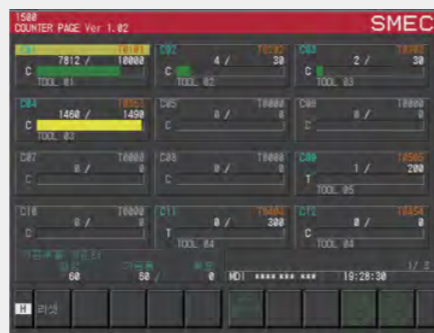 1500
COUNTER PAGE Ver 1.02
SMEC
C01 T0101
7812 / 10000
C
TOOL 01
C02 T0202
4 / 30
C
TOOL 02
C03 T0302
2 / 30
C
TOOL 03
C04 T0303
1460 / 1490
C
TOOL 03
C05 T0000
0 / 0
C
C06 T0000
0 / 0
C
C07 T0000
0 / 0
C
C08 T0000
0 / 0
C
C09 T0505
1 / 200
T
TOOL 05
C10 T0000
0 / 0
C
C11 T0404
0 / 200
T
TOOL 04
C12 T0454
0 / 0
C
TOOL 04
60 60 / 0
MDI **** *** *** 19:28:30
1/ 3
H 리셋